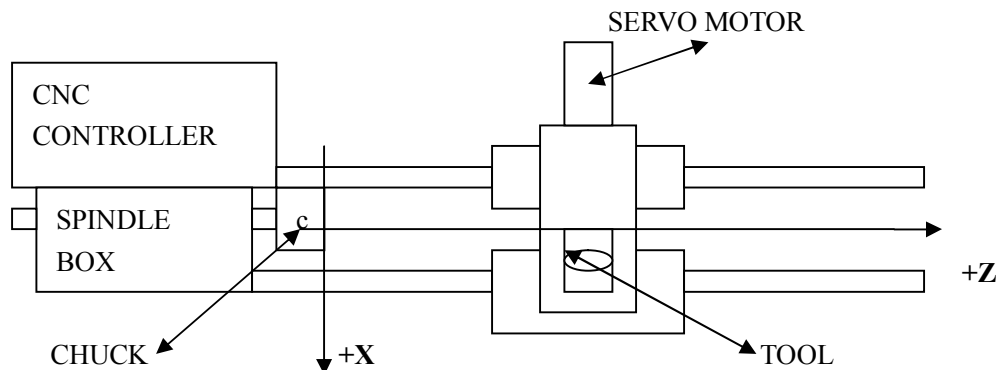 SERVO MOTOR
CNC
CONTROLLER
SPINDLE
BOX
c
+Z
CHUCK
+X
TOOL